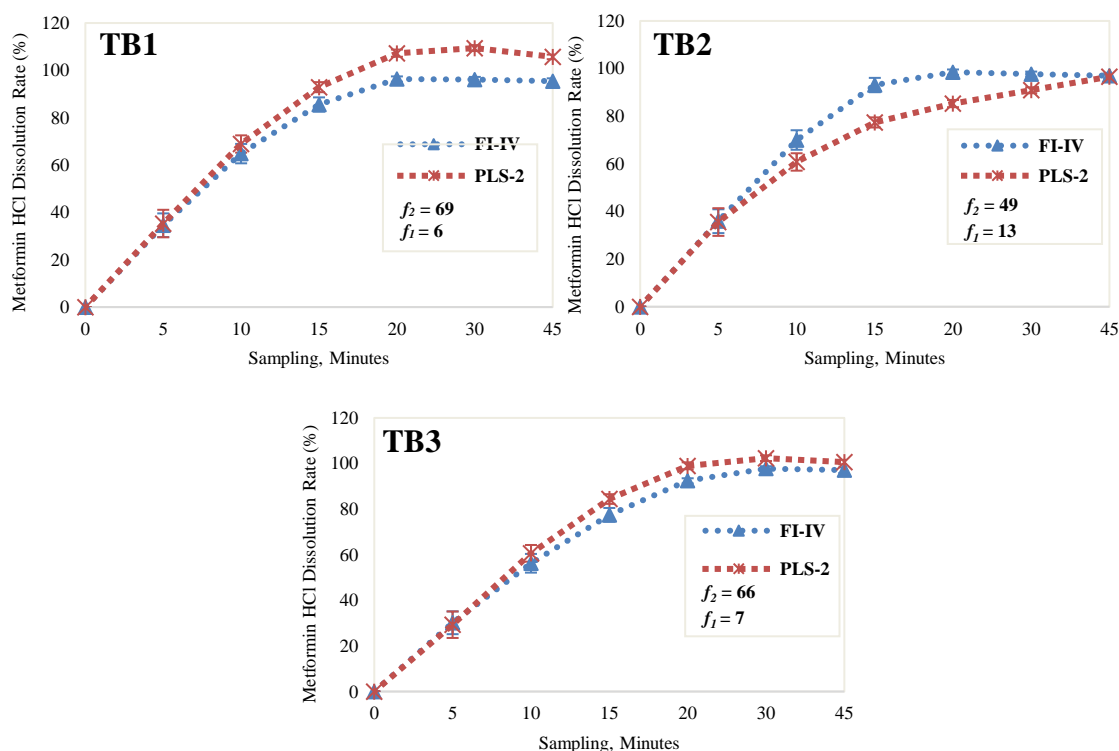 TB1
Metformin HCl Dissolution Rate (%)
120
100
80
60
40
20
0
0 5 10 15 20 30 45
Sampling, Minutes
FI-IV
PLS-2
f2 = 69
f1 = 6
TB2
Metformin HCl Dissolution Rate (%)
120
100
80
60
40
20
0
0 5 10 15 20 30 45
Sampling, Minutes
FI-IV
PLS-2
f2 = 49
f1 = 13
TB3
Metformin HCl Dissolution Rate (%)
120
100
80
60
40
20
0
0 5 10 15 20 30 45
Sampling, Minutes
FI-IV
PLS-2
f2 = 66
f1 = 7